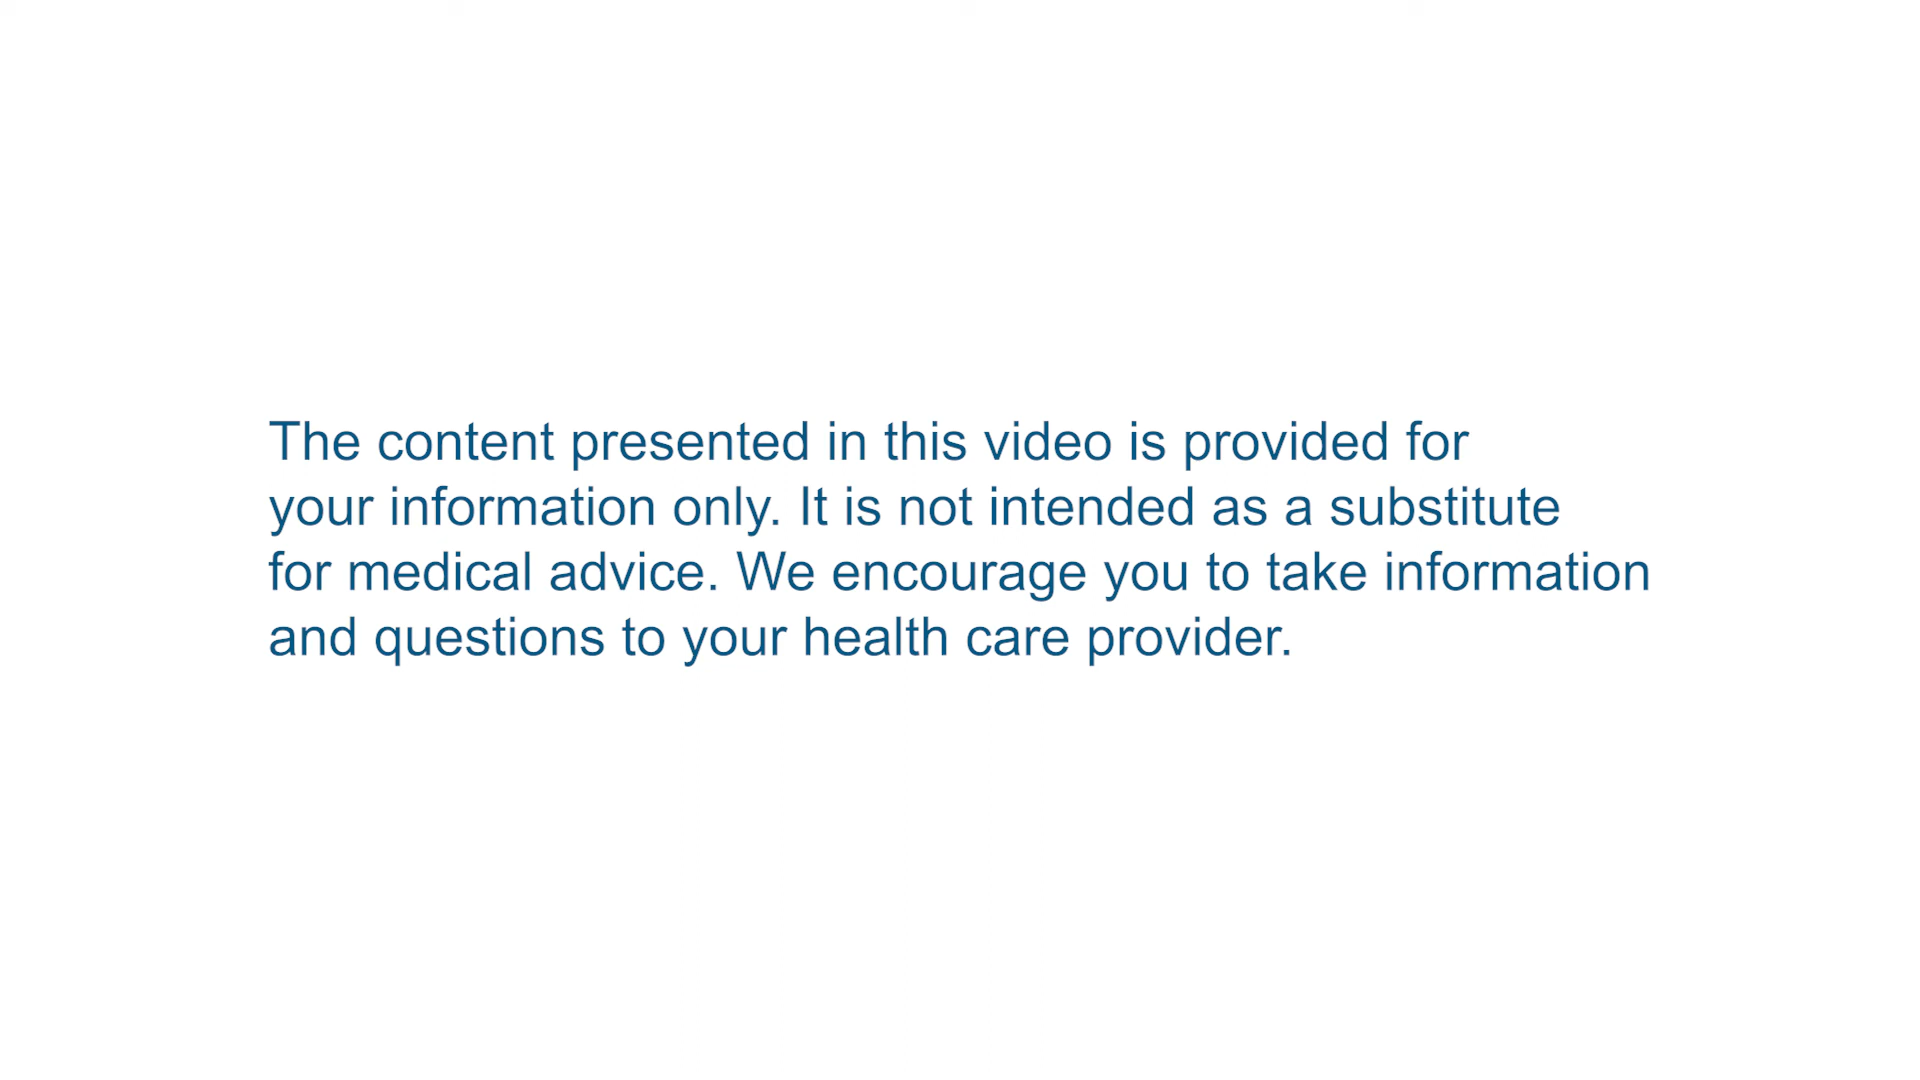 The content presented in this video is provided for
your information only. It is not intended as a substitute
for medical advice. We encourage you to take information
and questions to your health care provider.